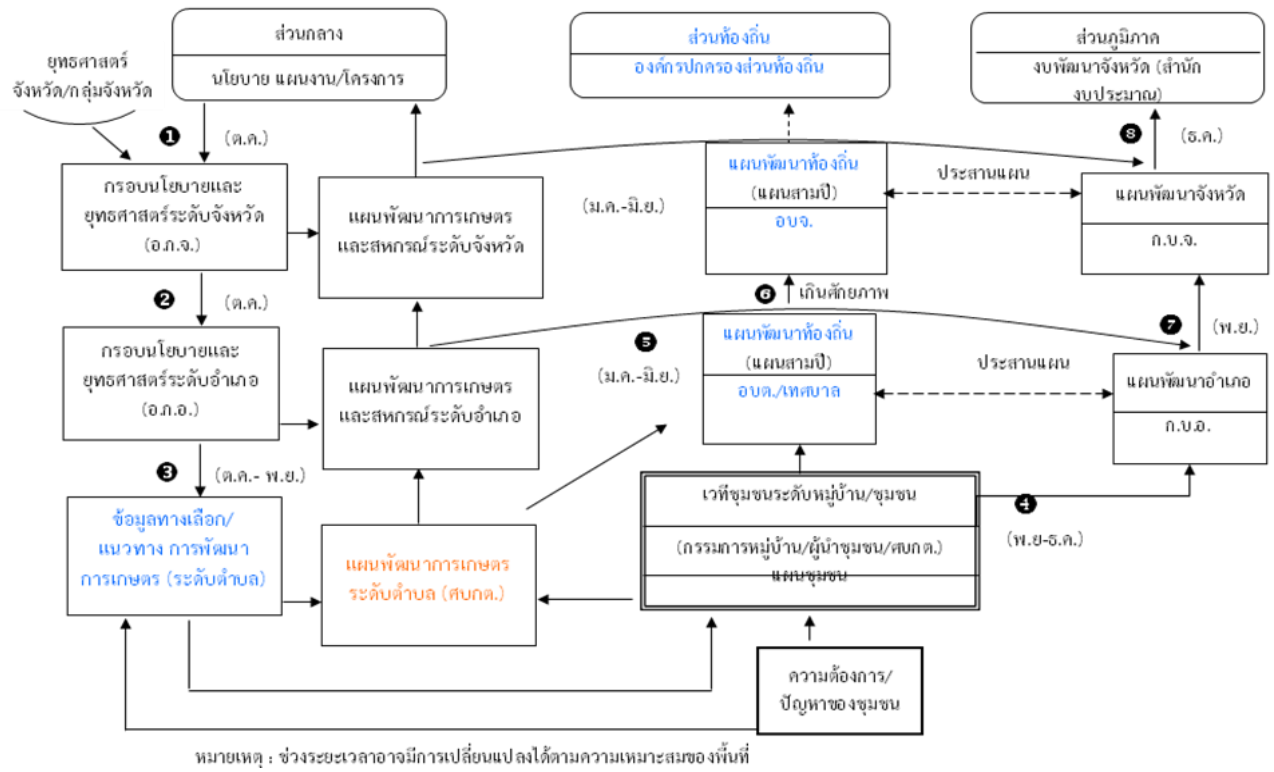 ส่วนกลาง
นโยบาย แผนงาน/โครงการ
ส่วนท้องถิ่น
องค์กรปกครองส่วนท้องถิ่น
ส่วนภูมิภาค
งบพัฒนาจังหวัด (สำนัก
งบประมาณ)
ยุทธศาสตร์
จังหวัด/กลุ่มจังหวัด
❶
(ต.ค.)
❽
(ธ.ค.)
กรอบนโยบายและ
ยุทธศาสตร์ระดับจังหวัด
(อ.ก.จ.)
แผนพัฒนาการเกษตร
และสหกรณ์ระดับจังหวัด
(ม.ค.-มิ.ย.)
แผนพัฒนาท้องถิ่น
(แผนสามปี)
อบจ.
ประสานแผน
แผนพัฒนาจังหวัด
ก.บ.จ.
❷
(ต.ค.)
❻
เกินศักยภาพ
❼
(พ.ย.)
กรอบนโยบายและ
ยุทธศาสตร์ระดับอำเภอ
(อ.ก.อ.)
แผนพัฒนาการเกษตร
และสหกรณ์ระดับอำเภอ
❺
(ม.ค.-มิ.ย.)
แผนพัฒนาท้องถิ่น
(แผนสามปี)
อบต./เทศบาล
ประสานแผน
แผนพัฒนาอำเภอ
ก.บ.อ.
❸
(ต.ค.- พ.ย.)
ข้อมูลทางเลือก/
แนวทาง การพัฒนา
การเกษตร (ระดับตำบล)
แผนพัฒนาการเกษตร
ระดับตำบล (ศบกต.)
เวทีชุมชนระดับหมู่บ้าน/ชุมชน
(กรรมการหมู่บ้าน/ผู้นำชุมชน/ศบกต.)
แผนชุมชน
❹
(พ.ย-ธ.ค.)
ความต้องการ/
ปัญหาของชุมชน
หมายเหตุ : ช่วงระยะเวลาอาจมีการเปลี่ยนแปลงได้ตามความเหมาะสมของพื้นที่